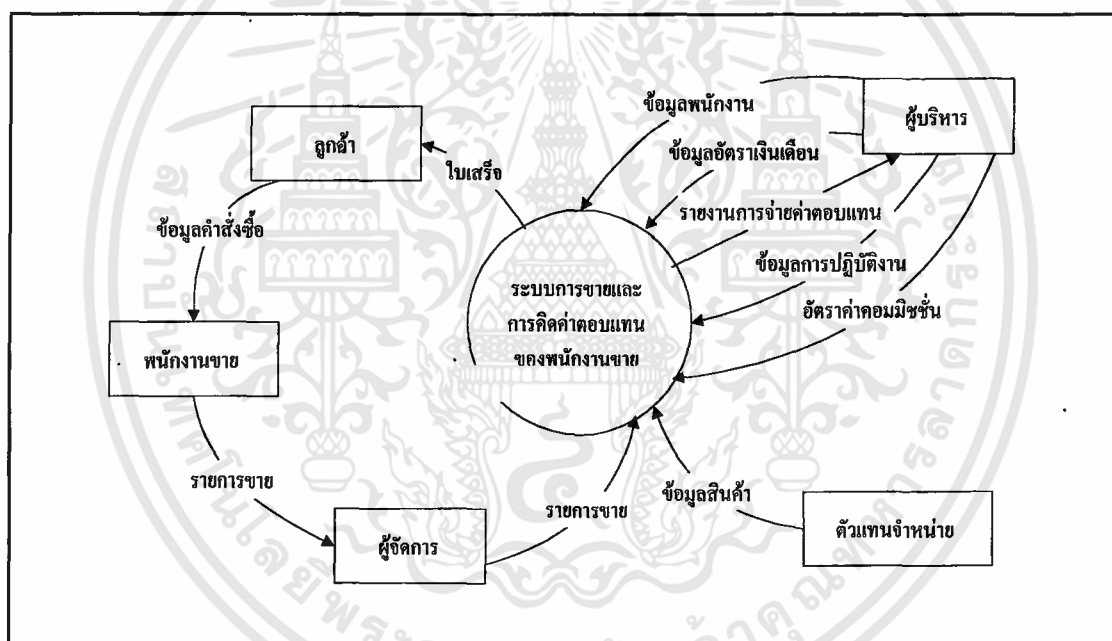 ข้อมูลพนักงาน
ผู้บริหาร
ลูกค้า
ใบเสร็จ
ข้อมูลอัตราเงินเดือน
รายงานการจ่ายค่าตอบแทน
ข้อมูลคำสั่งซื้อ
ข้อมูลการปฏิบัติงาน
ระบบการขายและ
การคิดค่าตอบแทน
ของพนักงานขาย
อัตราค่าคอมมิชชั่น
พนักงานขาย
รายการขาย
ข้อมูลสินค้า
รายการขาย
ตัวแทนจำหน่าย
ผู้จัดการ